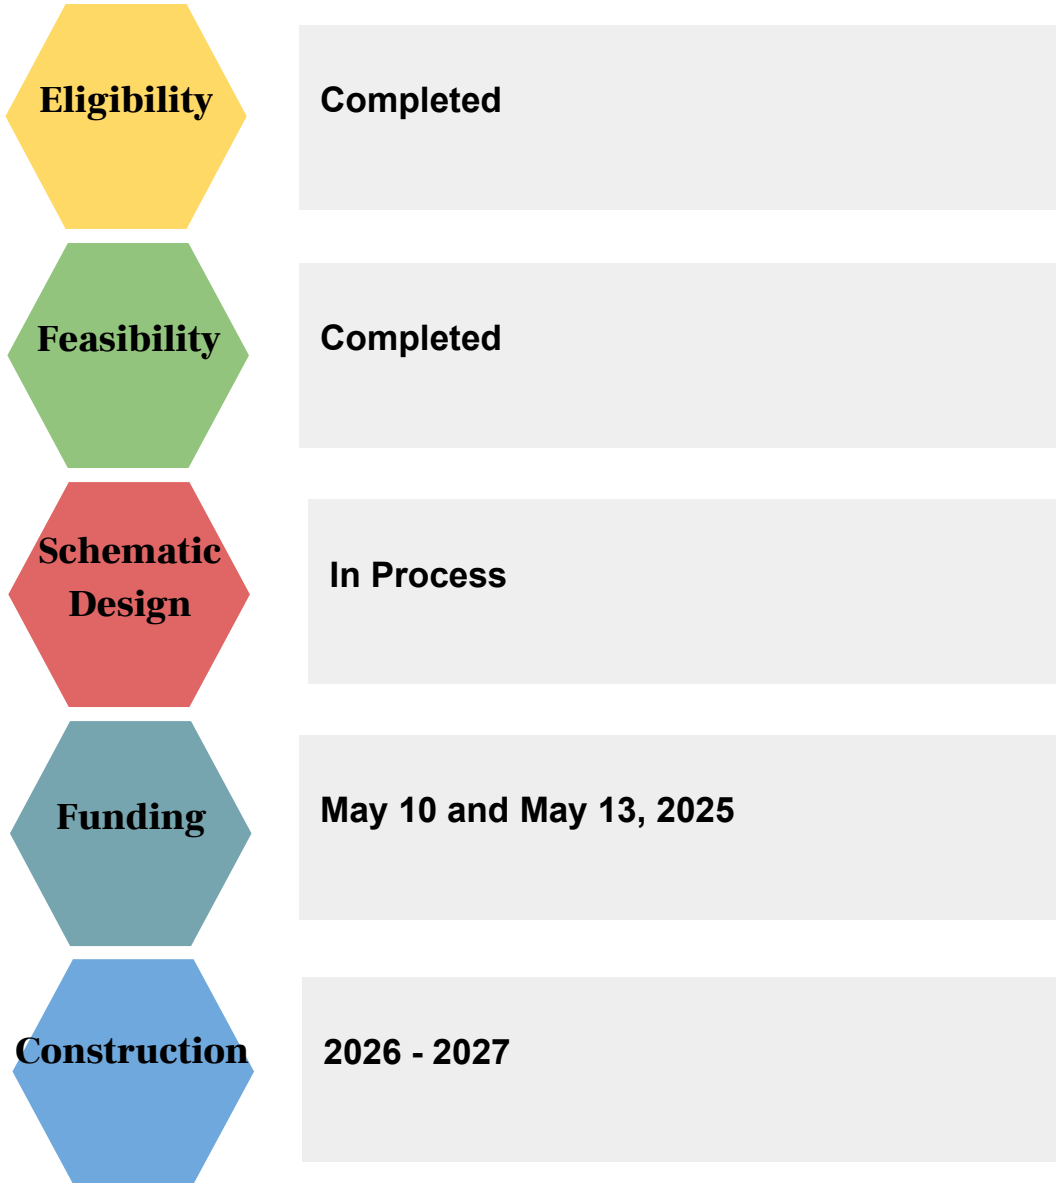 Eligibility
Completed
Feasibility
Completed
Schematic
Design
In Process
Funding
May 10 and May 13, 2025
Construction
2026 - 2027